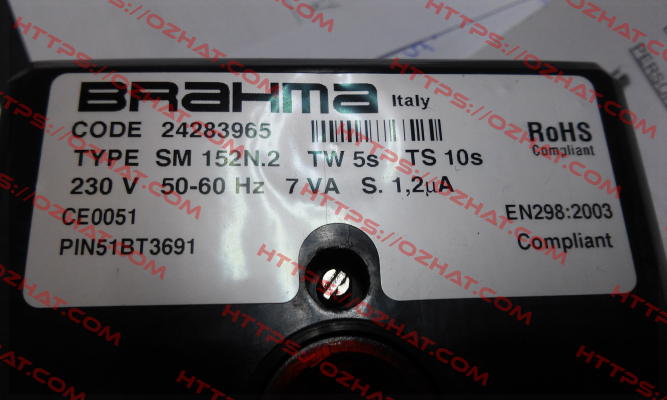 BRAHMA Italy
CODE 24283965
RoHS
Compliant
TYPE SM 152N.2 TW 5s TS 10s
230 V 50-60 Hz 7 VA S. 1,2µA
CE0051
EN298:2003
PIN51BT3691
Compliant
HTTPS://OZHAT.COM